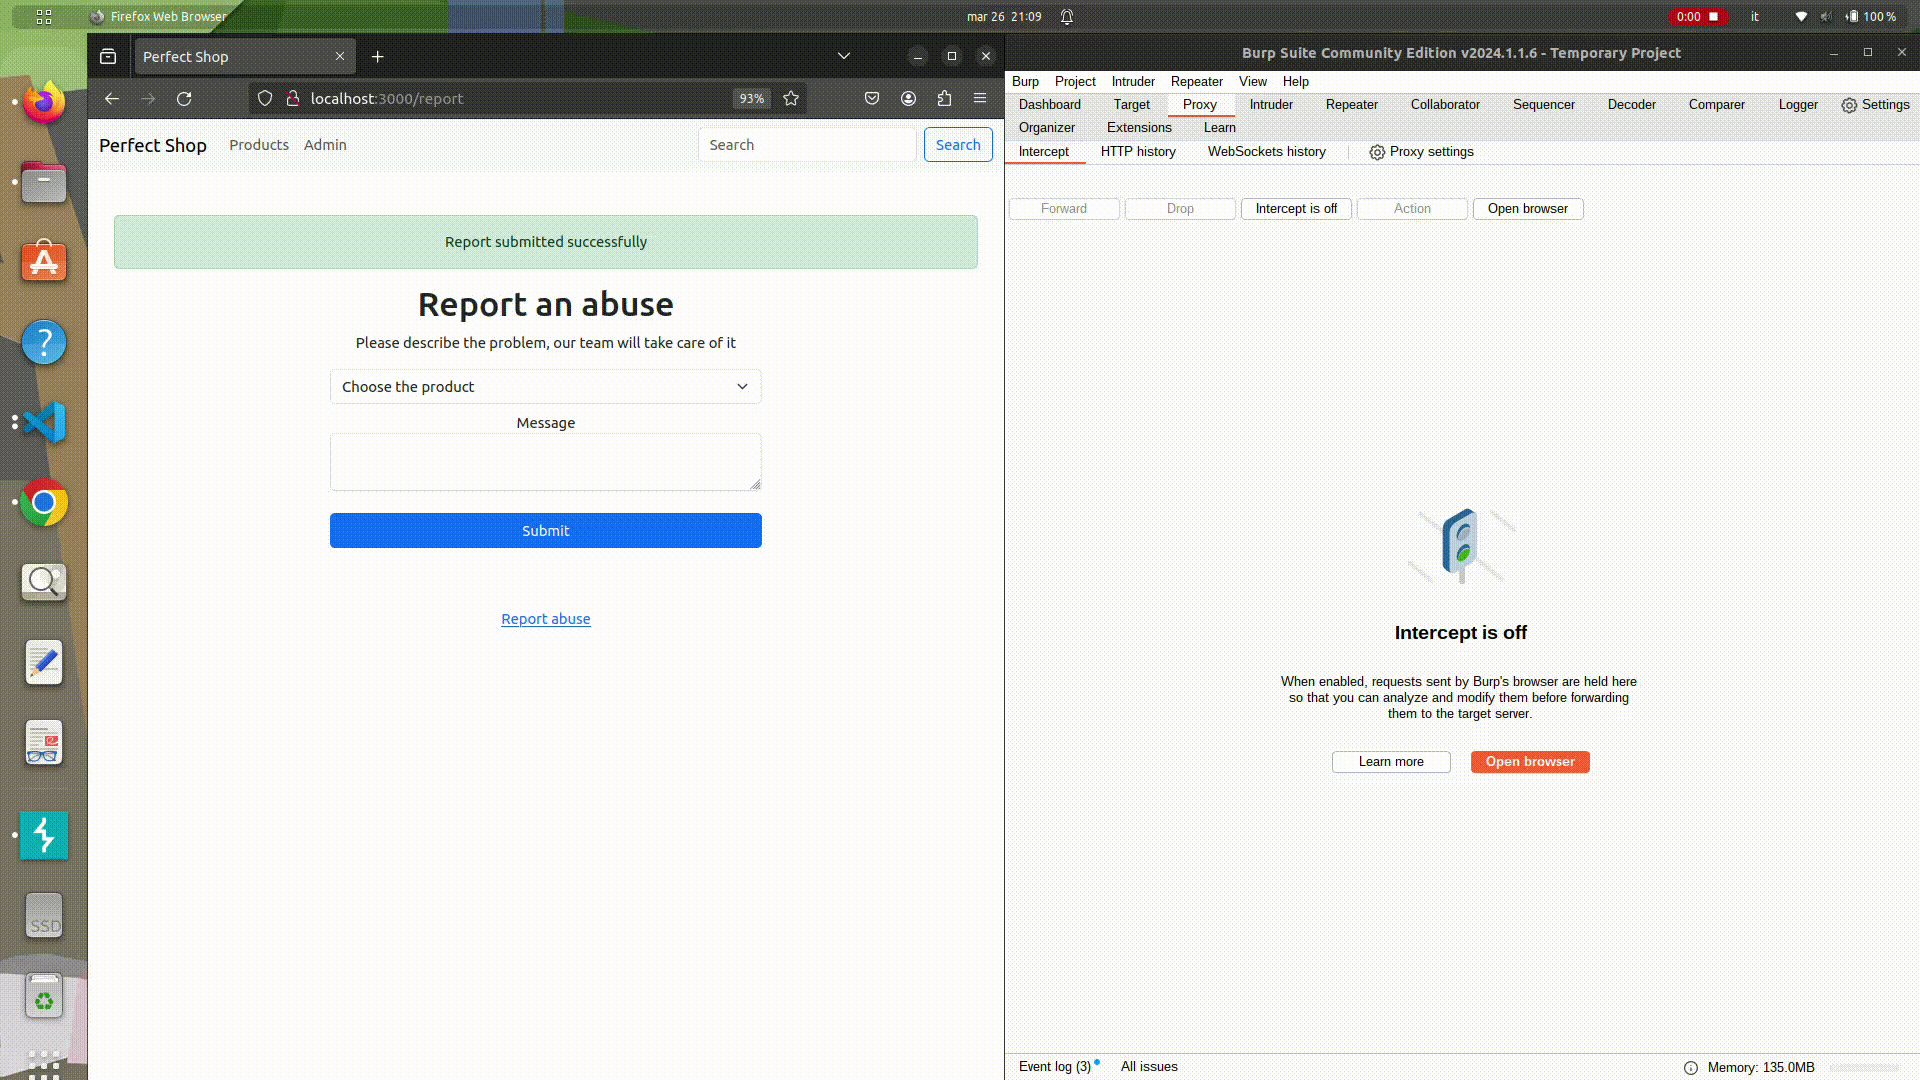 Firefox Web Browser
mar 26 21:09
0:00
it
100 %
Perfect Shop
localhost:3000/report
93%
Perfect Shop
Products
Admin
Search
Search
Report submitted successfully
Report an abuse
Please describe the problem, our team will take care of it
Choose the product
Message
Submit
Report abuse
SSD
Burp Suite Community Edition v2024.1.1.6 - Temporary Project
Burp Project Intruder Repeater View Help
Dashboard Target Proxy Intruder Repeater Collaborator Sequencer Decoder Comparer Logger Settings
Organizer Extensions Learn
Intercept HTTP history WebSockets history Proxy settings
Forward Drop Intercept is off Action Open browser
Intercept is off
When enabled, requests sent by Burp's browser are held here
so that you can analyze and modify them before forwarding
them to the target server.
Learn more Open browser
Event log (3) All issues
Memory: 135.0MB